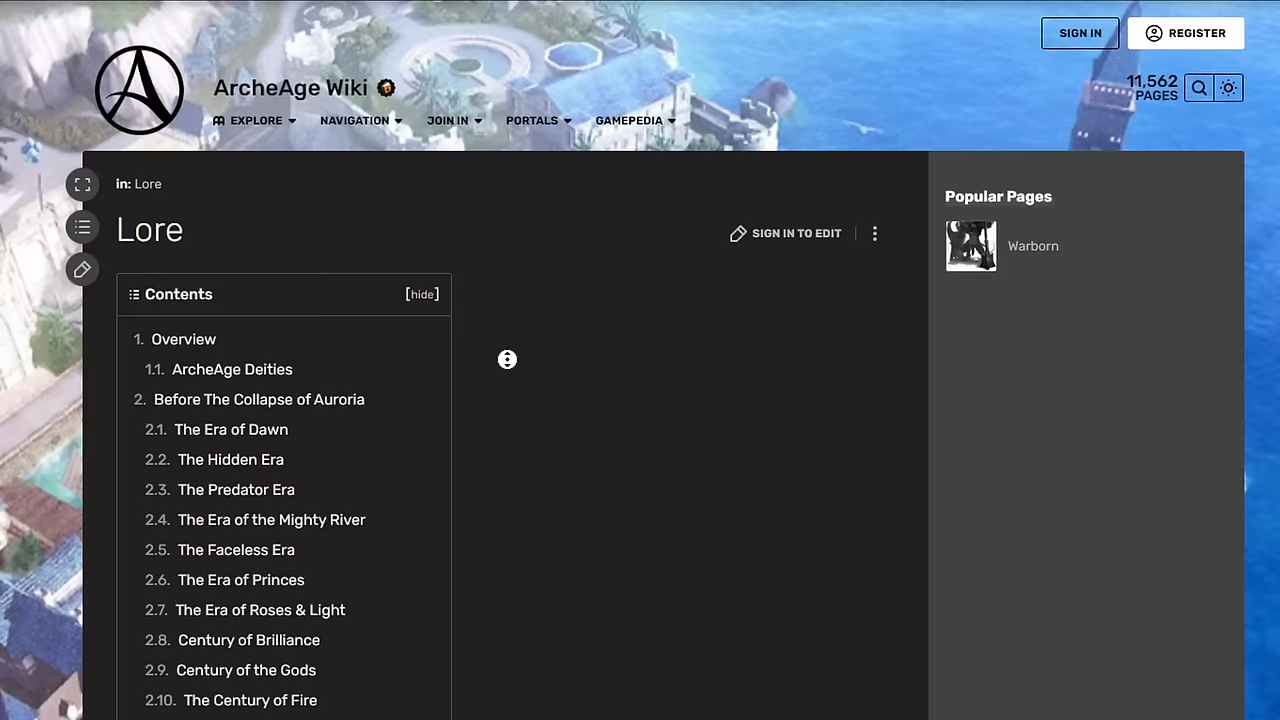 SIGN IN
REGISTER
ArcheAge Wiki
11,562
PAGES
EXPLORE
NAVIGATION
JOIN IN
PORTALS
GAMEPEDIA
in: Lore
Popular Pages
Lore
SIGN IN TO EDIT
Warborn
Contents [hide]
1. Overview
1.1. ArcheAge Deities
2. Before The Collapse of Auroria
2.1. The Era of Dawn
2.2. The Hidden Era
2.3. The Predator Era
2.4. The Era of the Mighty River
2.5. The Faceless Era
2.6. The Era of Princes
2.7. The Era of Roses & Light
2.8. Century of Brilliance
2.9. Century of the Gods
2.10. The Century of Fire